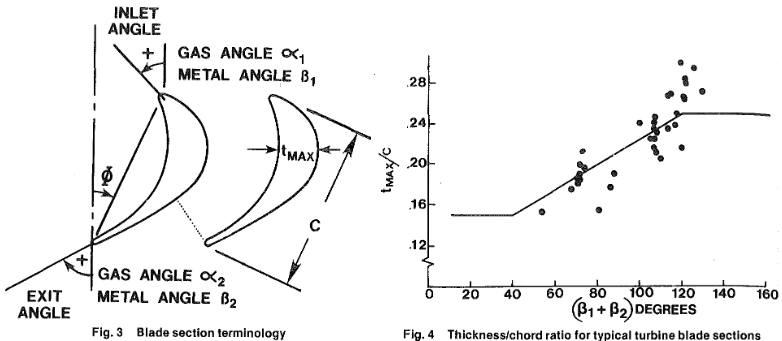 INLET
ANGLE
+
GAS ANGLE ∝1
METAL ANGLE β1
Φ
tMAX
C
+
GAS ANGLE ∝2
METAL ANGLE β2
EXIT
ANGLE
Fig. 3 Blade section terminology
tMAX/C
.28
.24
.20
.16
.12
0 20 40 60 80 100 120 140 160
(β1 + β2) DEGREES
Fig. 4 Thickness/chord ratio for typical turbine blade sections